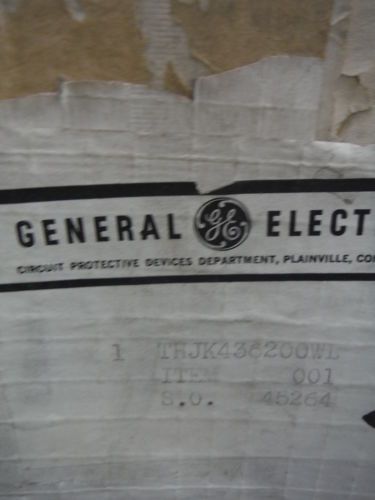 GENERAL GE ELECT
CIRCUIT PROTECTIVE DEVICES DEPARTMENT, PLAINVILLE, CO
1 THJK436200WL
ITEM 001
S.O. 45264